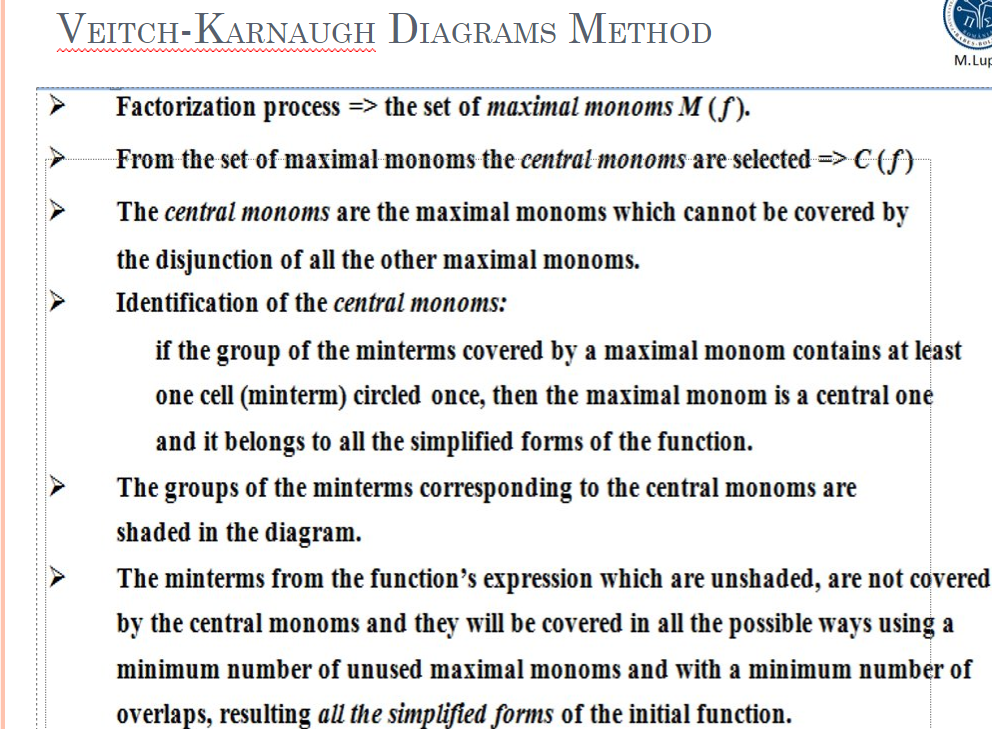 VEITCH-KARNAUGH DIAGRAMS METHOD
M.Lup
➢ Factorization process => the set of maximal monoms M (f).
➢ From the set of maximal monoms the central monoms are selected => C (f)
➢ The central monoms are the maximal monoms which cannot be covered by
the disjunction of all the other maximal monoms.
➢ Identification of the central monoms:
if the group of the minterms covered by a maximal monom contains at least
one cell (minterm) circled once, then the maximal monom is a central one
and it belongs to all the simplified forms of the function.
➢ The groups of the minterms corresponding to the central monoms are
shaded in the diagram.
➢ The minterms from the function's expression which are unshaded, are not covered
by the central monoms and they will be covered in all the possible ways using a
minimum number of unused maximal monoms and with a minimum number of
overlaps, resulting all the simplified forms of the initial function.